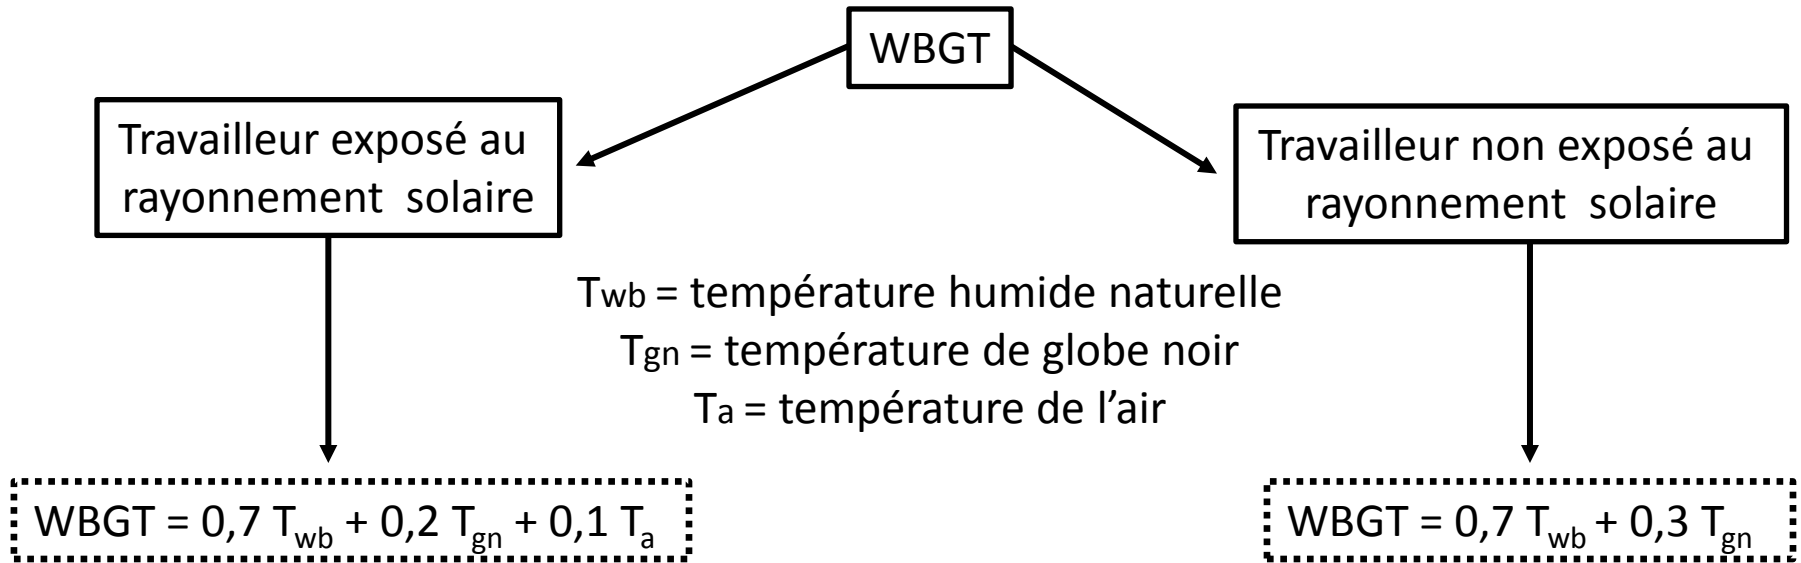 WBGT
Travailleur exposé au
rayonnement solaire
Travailleur non exposé au
rayonnement solaire
Twb = température humide naturelle
Tgn = température de globe noir
Ta = température de l’air
WBGT = 0,7 Twb + 0,2 Tgn + 0,1 Ta
WBGT = 0,7 Twb + 0,3 Tgn